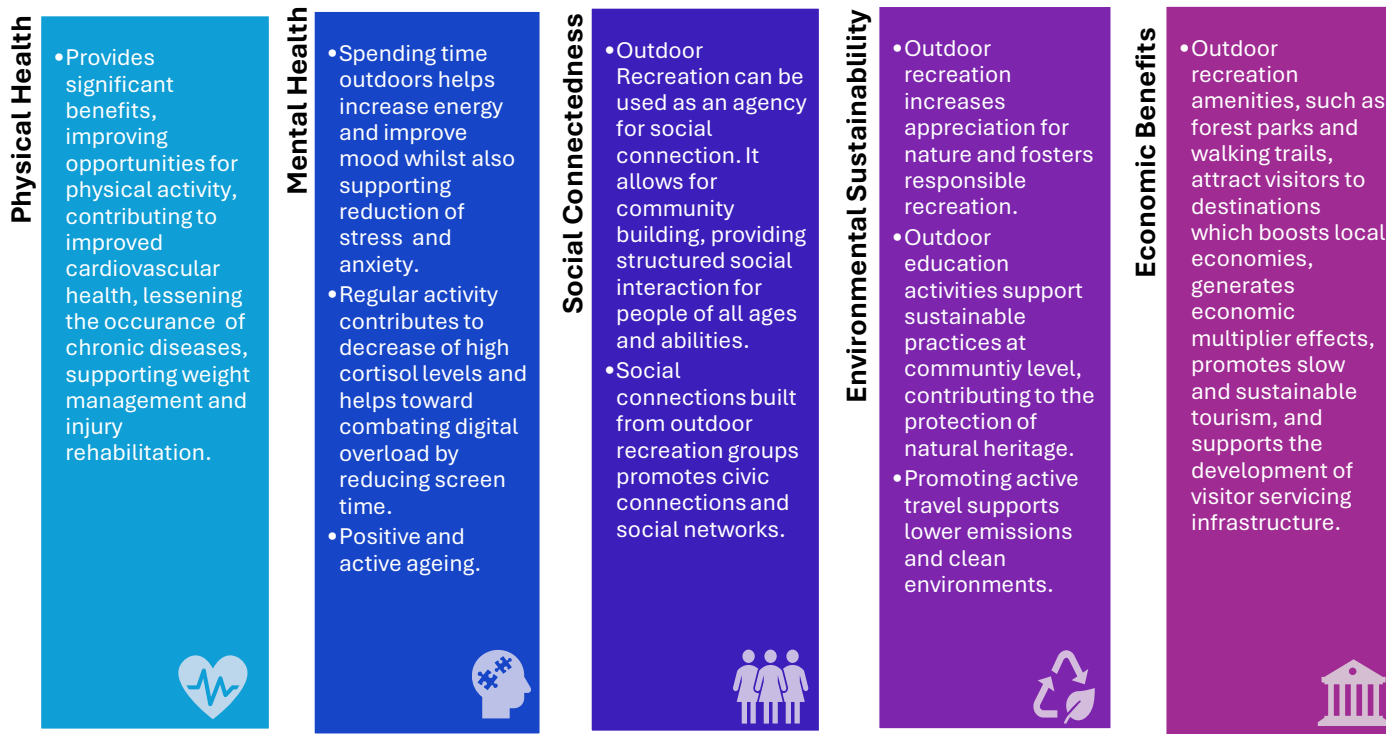 Physical Health
•Provides
significant
benefits,
improving
opportunities for
physical activity,
contributing to
improved
cardiovascular
health, lessening
the occurance of
chronic diseases,
supporting weight
management and
injury
rehabilitation.
Mental Health
•Spending time
outdoors helps
increase energy
and improve
mood whilst also
supporting
reduction of
stress and
anxiety.
•Regular activity
contributes to
decrease of high
cortisol levels and
helps toward
combating digital
overload by
reducing screen
time.
•Positive and
active ageing.
Social Connectedness
•Outdoor
Recreation can be
used as an agency
for social
connection. It
allows for
community
building, providing
structured social
interaction for
people of all ages
and abilities.
•Social
connections built
from outdoor
recreation groups
promotes civic
connections and
social networks.
Environmental Sustainability
•Outdoor
recreation
increases
appreciation for
nature and fosters
responsible
recreation.
•Outdoor
education
activities support
sustainable
practices at
communtiy level,
contributing to the
protection of
natural heritage.
•Promoting active
travel supports
lower emissions
and clean
environments.
Economic Benefits
•Outdoor
recreation
amenities, such as
forest parks and
walking trails,
attract visitors to
destinations
which boosts local
economies,
generates
economic
multiplier effects,
promotes slow
and sustainable
tourism, and
supports the
development of
visitor servicing
infrastructure.